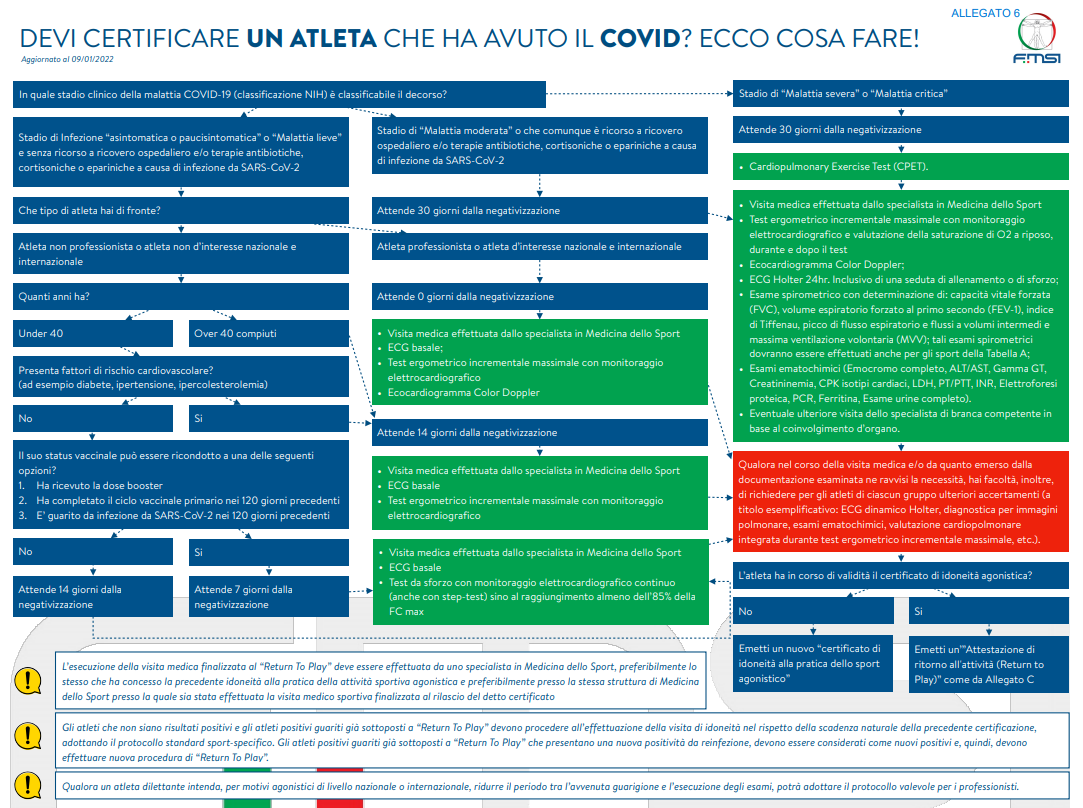 ALLEGATO 6
DEVI CERTIFICARE UN ATLETA CHE HA AVUTO IL COVID? ECCO COSA FARE!
Aggiornato al 09/01/2022
FMSI
In quale stadio clinico della malattia COVID-19 (classificazione NIH) è classificabile il decorso?
Stadio di Infezione “asintomatica o paucisintomatica” o “Malattia lieve”
e senza ricorso a ricovero ospedaliero e/o terapie antibiotiche,
cortisoniche o epariniche a causa di infezione da SARS-CoV-2
Che tipo di atleta hai di fronte?
Atleta non professionista o atleta non d’interesse nazionale e
internazionale
Quanti anni ha?
Under 40
Over 40 compiuti
Presenta fattori di rischio cardiovascolare?
(ad esempio diabete, ipertensione, ipercolesterolemia)
No
Si
Il suo status vaccinale può essere ricondotto a una delle seguenti
opzioni?
1. Ha ricevuto la dose booster
2. Ha completato il ciclo vaccinale primario nei 120 giorni precedenti
3. E’ guarito da infezione da SARS-CoV-2 nei 120 giorni precedenti
No
Si
Attende 14 giorni dalla
negativizzazione
Attende 7 giorni dalla
negativizzazione
Stadio di “Malattia moderata” o che comunque è ricorso a ricovero
ospedaliero e/o terapie antibiotiche, cortisoniche o epariniche a causa
di infezione da SARS-CoV-2
Attende 30 giorni dalla negativizzazione
Atleta professionista o atleta d’interesse nazionale e internazionale
Attende 0 giorni dalla negativizzazione
• Visita medica effettuata dallo specialista in Medicina dello Sport
• ECG basale;
• Test ergometrico incrementale massimale con monitoraggio
elettrocardiografico
• Ecocardiogramma Color Doppler
Attende 14 giorni dalla negativizzazione
• Visita medica effettuata dallo specialista in Medicina dello Sport
• ECG basale
• Test ergometrico incrementale massimale con monitoraggio
elettrocardiografico
• Visita medica effettuata dallo specialista in Medicina dello Sport
• ECG basale
• Test da sforzo con monitoraggio elettrocardiografico continuo
(anche con step-test) sino al raggiungimento almeno dell’85% della
FC max
Stadio di “Malattia severa” o “Malattia critica”
Attende 30 giorni dalla negativizzazione
• Cardiopulmonary Exercise Test (CPET).
• Visita medica effettuata dallo specialista in Medicina dello Sport
• Test ergometrico incrementale massimale con monitoraggio
elettrocardiografico e valutazione della saturazione di O2 a riposo,
durante e dopo il test
• Ecocardiogramma Color Doppler;
• ECG Holter 24hr. Inclusivo di una seduta di allenamento o di sforzo;
• Esame spirometrico con determinazione di: capacità vitale forzata
(FVC), volume espiratorio forzato al primo secondo (FEV-1), indice
di Tiffenau, picco di flusso espiratorio e flussi a volumi intermedi e
massima ventilazione volontaria (MVV); tali esami spirometrici
dovranno essere effettuati anche per gli sport della Tabella A;
• Esami ematochimici (Emocromo completo, ALT/AST, Gamma GT,
Creatininemia, CPK isotipi cardiaci, LDH, PT/PTT, INR, Elettroforesi
proteica, PCR, Ferritina, Esame urine completo).
• Eventuale ulteriore visita dello specialista di branca competente in
base al coinvolgimento d’organo.
Qualora nel corso della visita medica e/o da quanto emerso dalla
documentazione esaminata ne ravvisi la necessità, hai facoltà, inoltre,
di richiedere per gli atleti di ciascun gruppo ulteriori accertamenti (a
titolo esemplificativo: ECG dinamico Holter, diagnostica per immagini
polmonare, esami ematochimici, valutazione cardiopolmonare
integrata durante test ergometrico incrementale massimale, etc.).
L’atleta ha in corso di validità il certificato di idoneità agonistica?
No
Si
Emetti un nuovo “certificato di
idoneità alla pratica dello sport
agonistico”
Emetti un’”Attestazione di
ritorno all’attività (Return to
Play)” come da Allegato C
L’esecuzione della visita medica finalizzata al “Return To Play” deve essere effettuata da uno specialista in Medicina dello Sport, preferibilmente lo
stesso che ha concesso la precedente idoneità alla pratica della attività sportiva agonistica e preferibilmente presso la stessa struttura di Medicina
dello Sport presso la quale sia stata effettuata la visita medico sportiva finalizzata al rilascio del detto certificato
Gli atleti che non siano risultati positivi e gli atleti positivi guariti già sottoposti a “Return To Play” devono procedere all’effettuazione della visita di idoneità nel rispetto della scadenza naturale della precedente certificazione,
adottando il protocollo standard sport-specifico. Gli atleti positivi guariti già sottoposti a “Return To Play” che presentano una nuova positività da reinfezione, devono essere considerati come nuovi positivi e, quindi, devono
effettuare nuova procedura di “Return To Play”.
Qualora un atleta dilettante intenda, per motivi agonistici di livello nazionale o internazionale, ridurre il periodo tra l’avvenuta guarigione e l’esecuzione degli esami, potrà adottare il protocollo valevole per i professionisti.